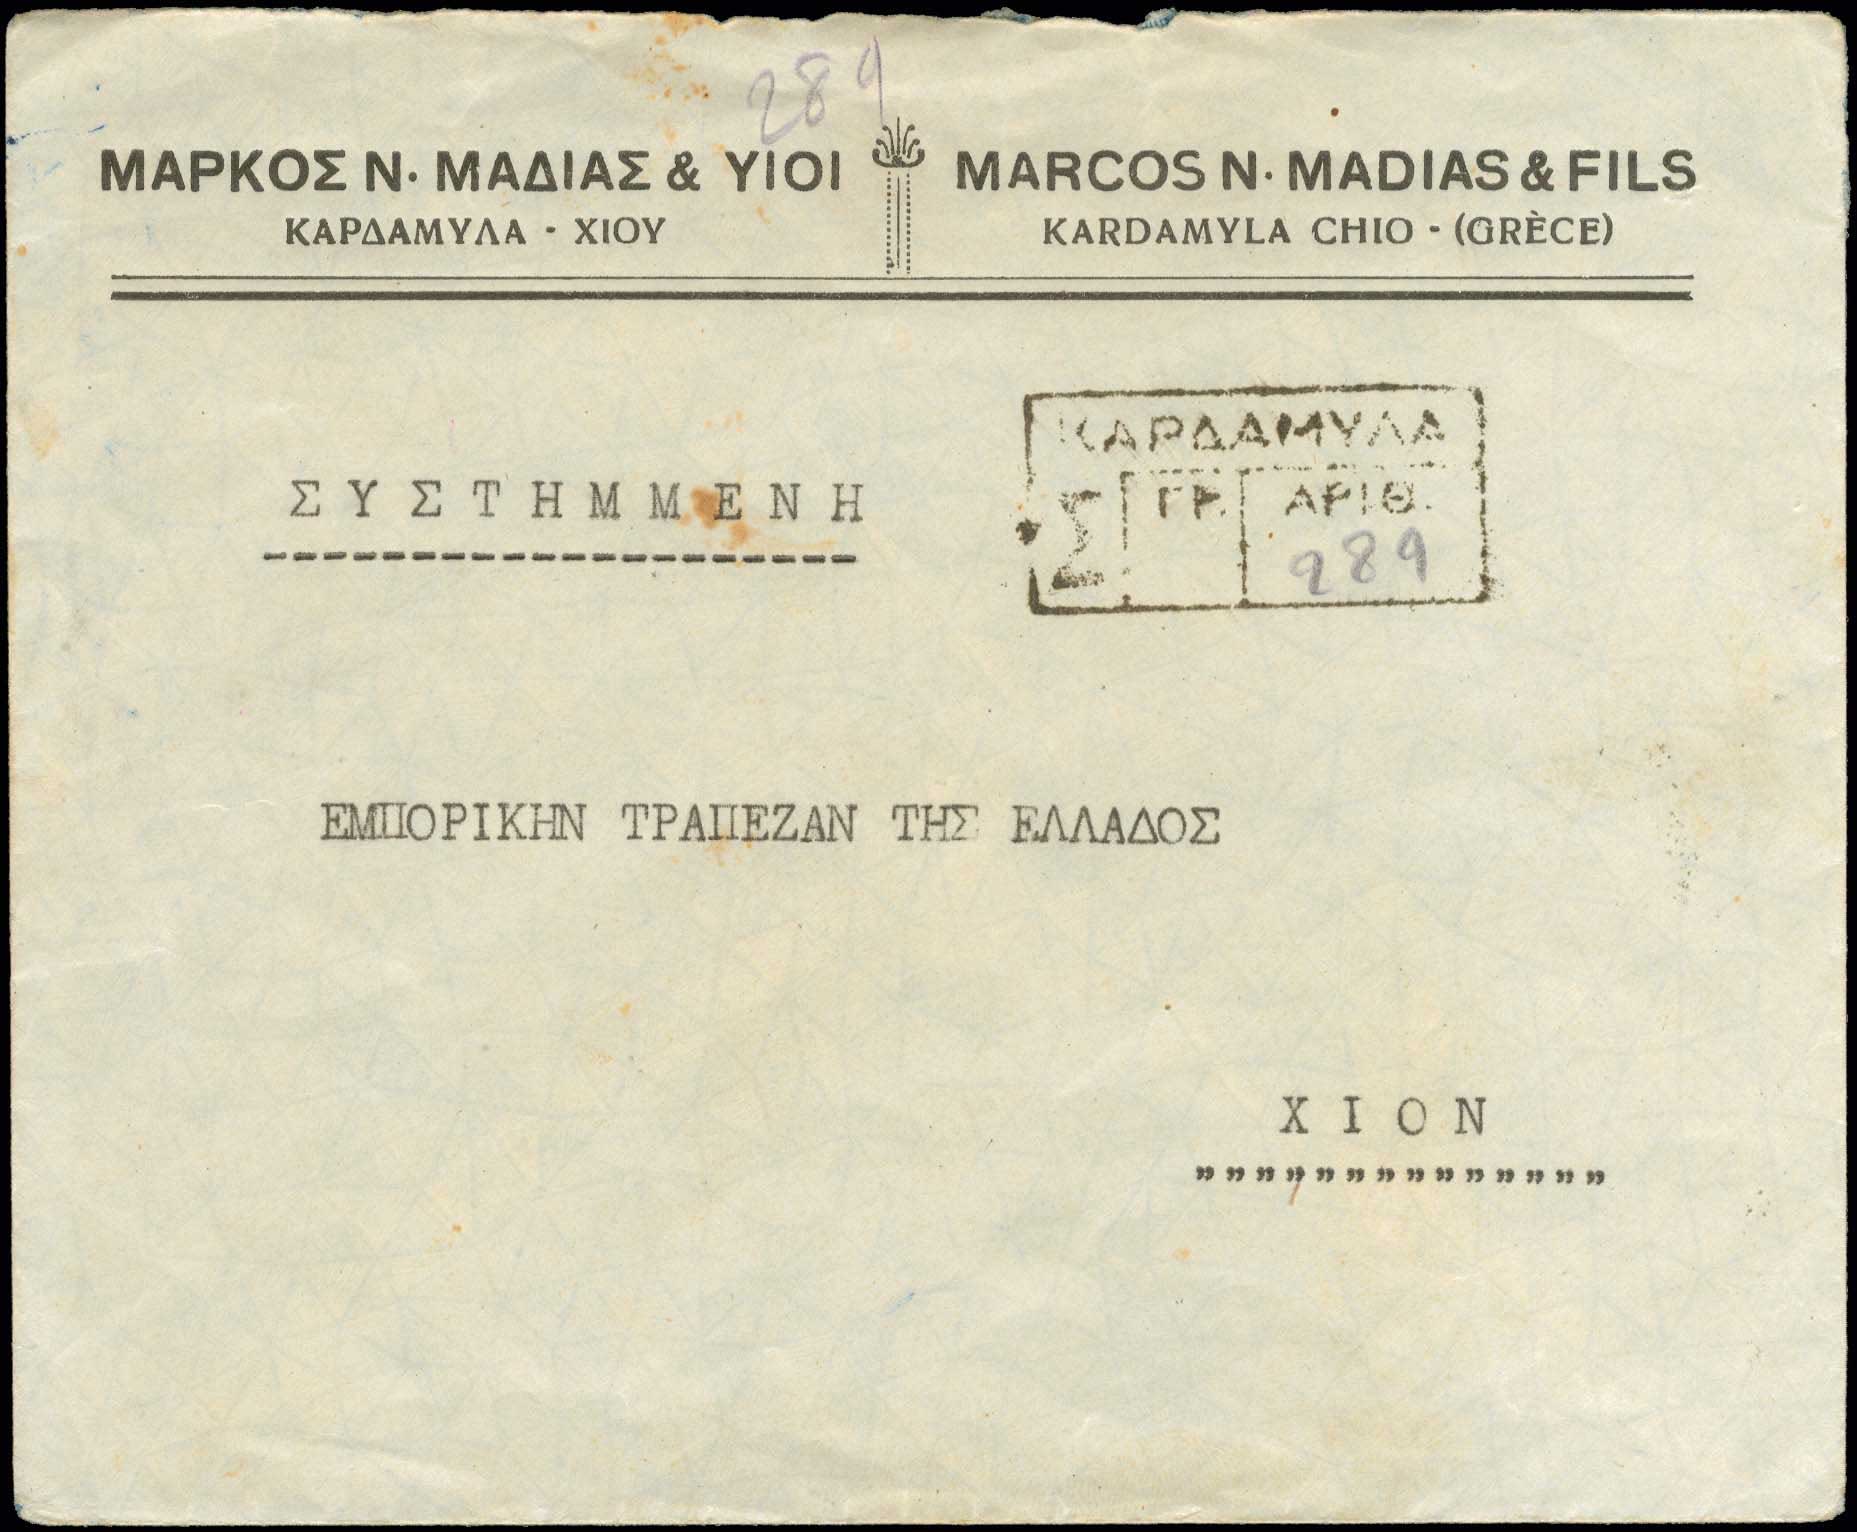 289
ΜΑΡΚΟΣ Ν. ΜΑΔΙΑΣ & ΥΙΟΙ
ΚΑΡΔΑΜΥΛΑ - ΧΙΟΥ
MARCOS N. MADIAS & FILS
KARDAMYLA CHIO - (GRÈCE)
ΚΑΡΔΑΜΥΛΑ
Σ ΓΡ. ΑΡΙΘ.
289
ΣΥΣΤΗΜΜΕΝΗ
--------------------
ΕΜΠΟΡΙΚΗΝ ΤΡΑΠΕΖΑΝ ΤΗΣ ΕΛΛΑΔΟΣ
ΧΙΟΝ
""""""""""""""